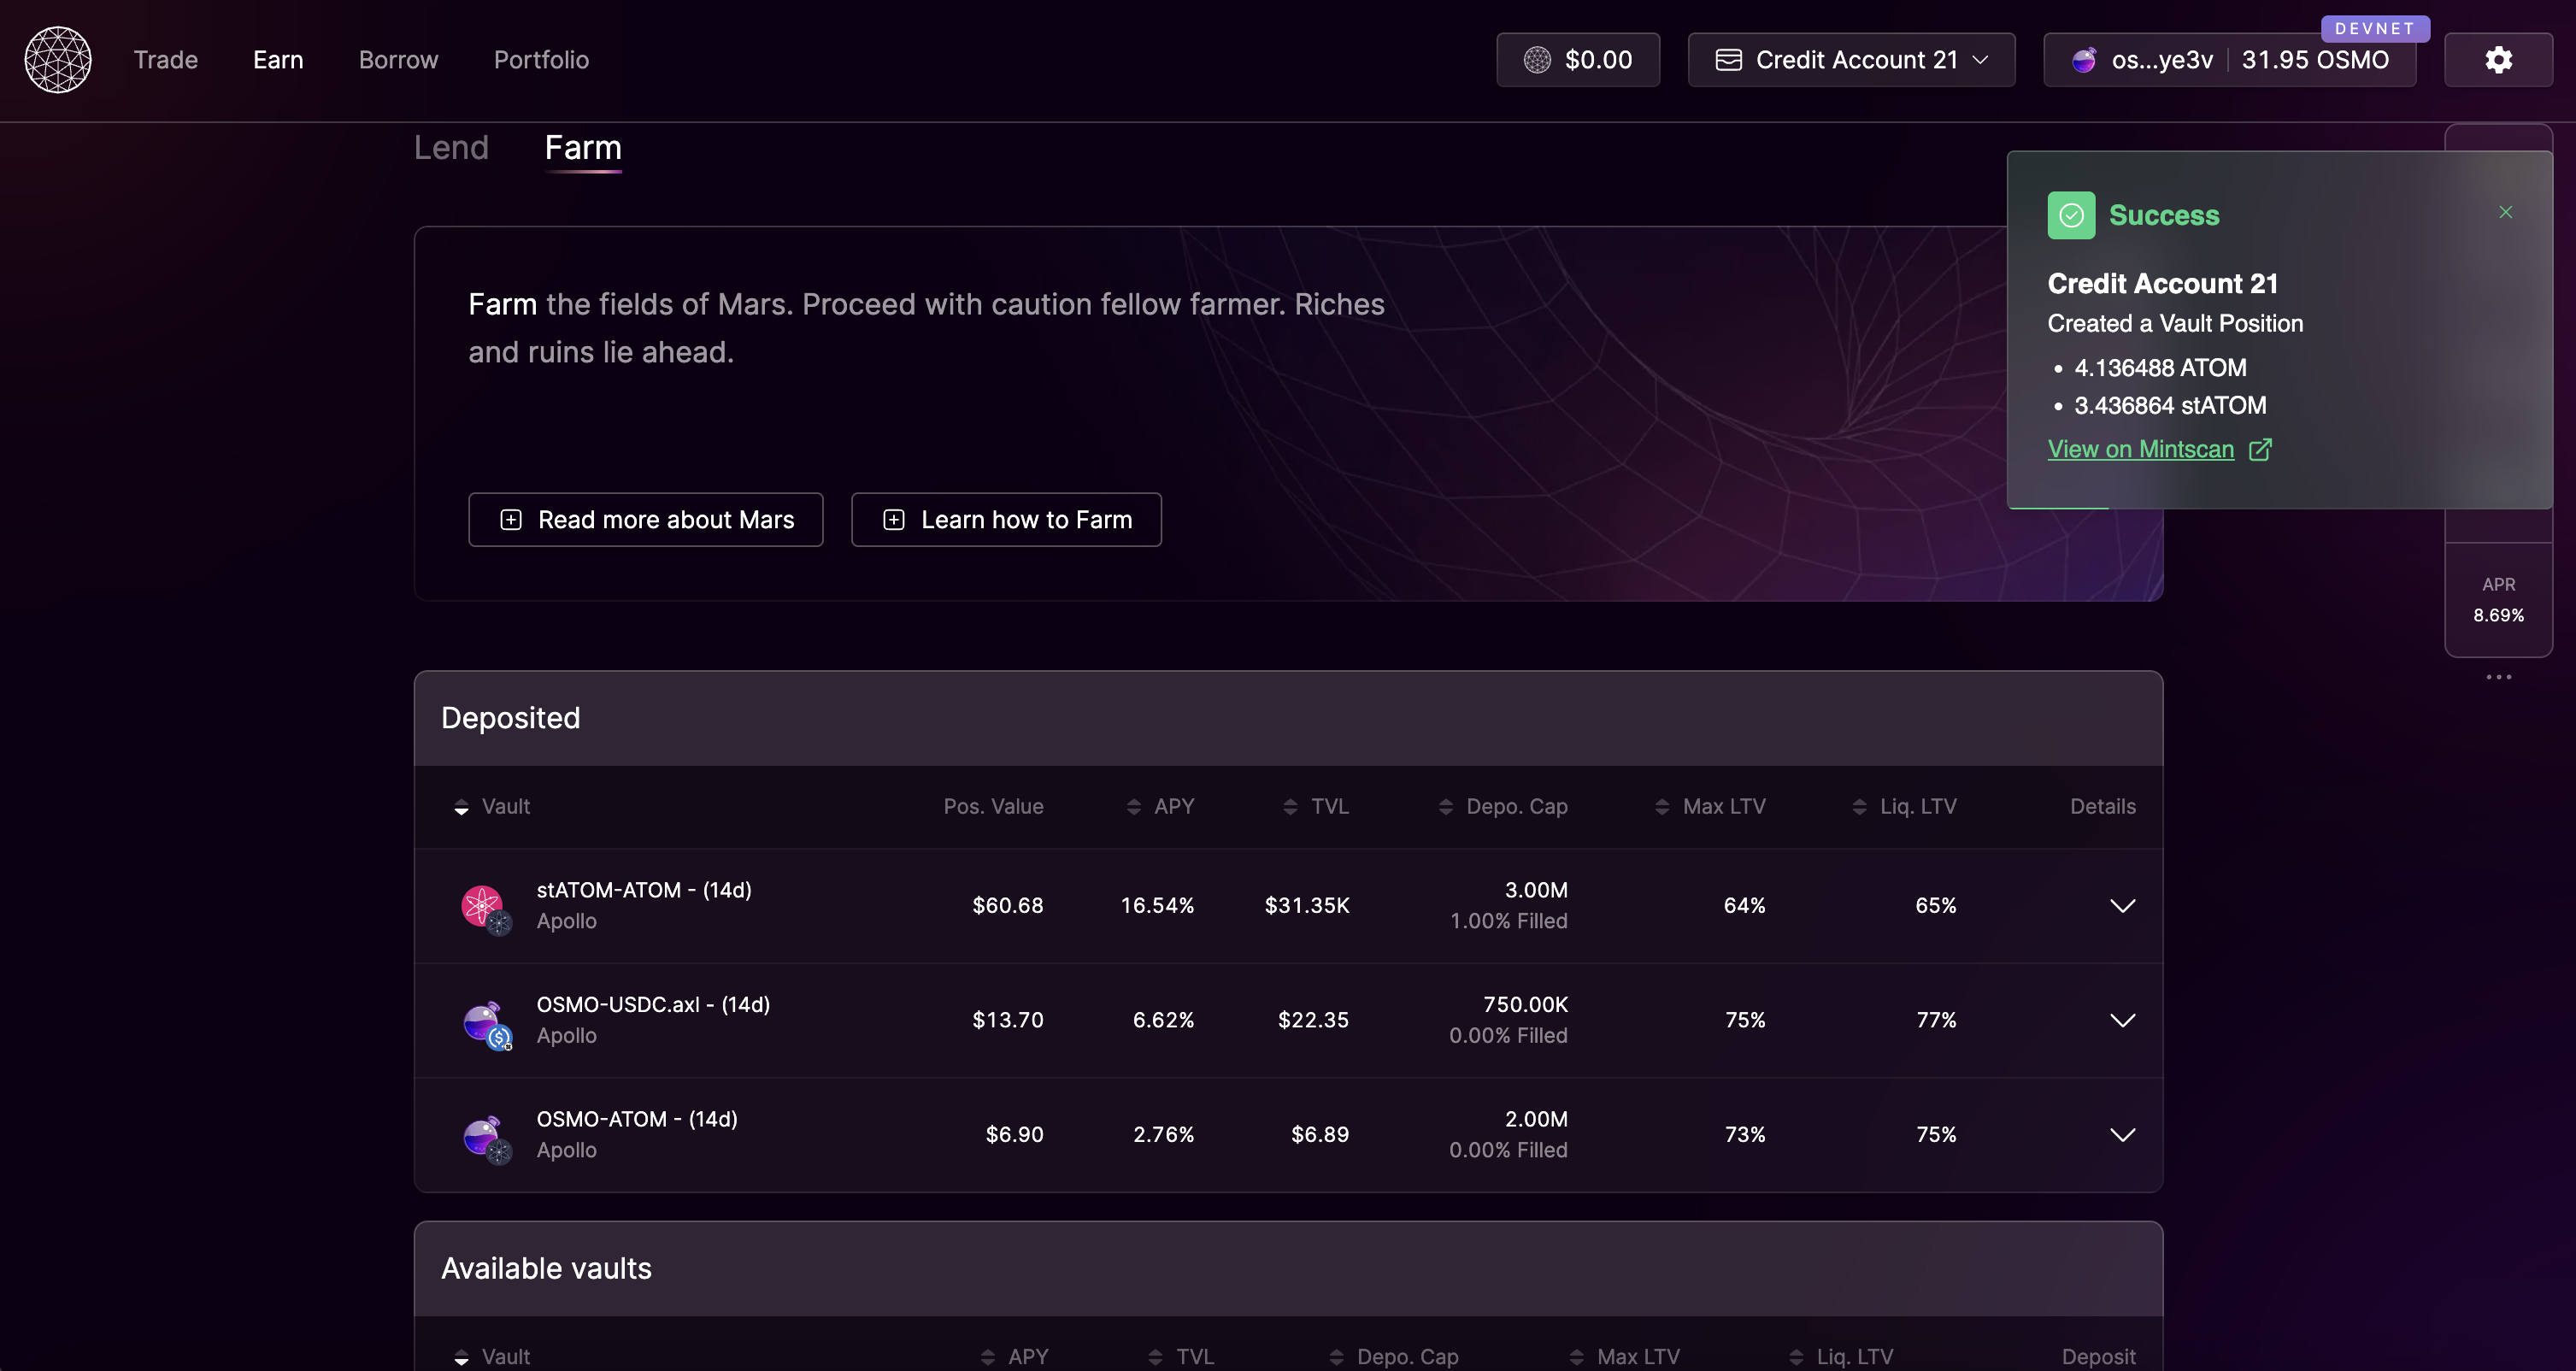 DEVNET
Trade Earn Borrow Portfolio $0.00 Credit Account 21 os...ye3v 31.95 OSMO
Lend Farm
Success
Credit Account 21
Created a Vault Position
4.136488 ATOM
3.436864 stATOM
View on Mintscan
Farm the fields of Mars. Proceed with caution fellow farmer. Riches
and ruins lie ahead.
Read more about Mars Learn how to Farm
APR
8.69%
Deposited
Vault Pos. Value APY TVL Depo. Cap Max LTV Liq. LTV Details
stATOM-ATOM - (14d) $60.68 16.54% $31.35K 3.00M 64% 65%
Apollo 1.00% Filled
OSMO-USDC.axl - (14d) $13.70 6.62% $22.35 750.00K 75% 77%
Apollo 0.00% Filled
OSMO-ATOM - (14d) $6.90 2.76% $6.89 2.00M 73% 75%
Apollo 0.00% Filled
Available vaults
Vault APY TVL Depo. Cap Max LTV Liq. LTV Deposit